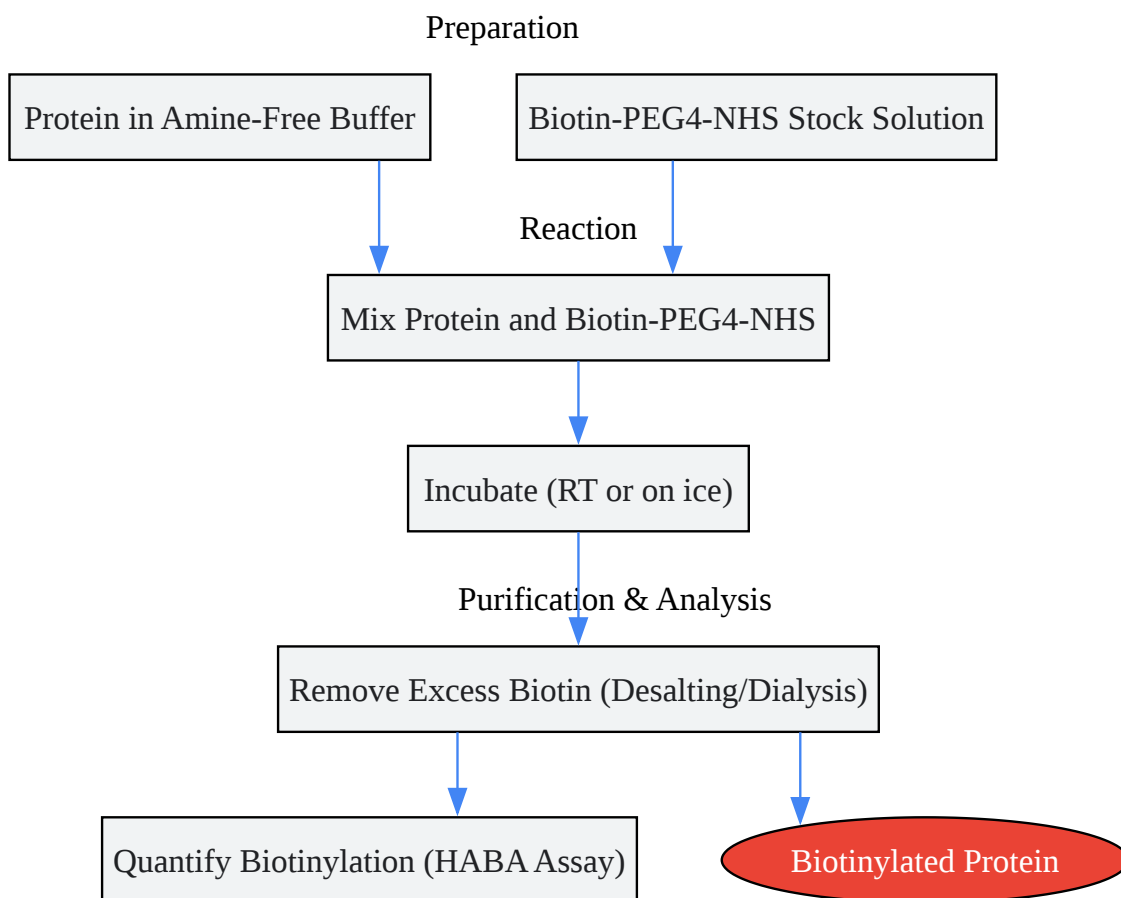 Preparation
Protein in Amine-Free Buffer
Biotin-PEG4-NHS Stock Solution
Reaction
Mix Protein and Biotin-PEG4-NHS
Incubate (RT or on ice)
Purification & Analysis
Remove Excess Biotin (Desalting/Dialysis)
Quantify Biotinylation (HABA Assay)
Biotinylated Protein